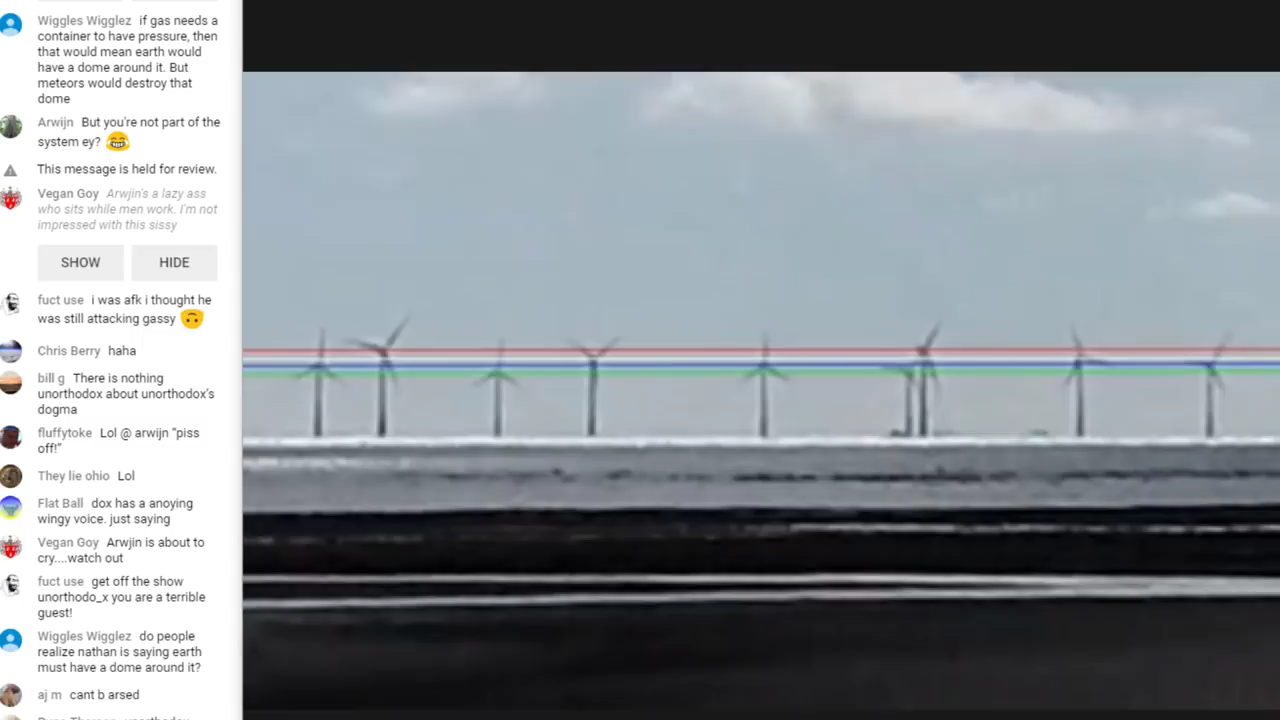 Wiggles Wigglez if gas needs a
container to have pressure, then
that would mean earth would
have a dome around it. But
meteors would destroy that
dome
Arwijn But you're not part of the
system ey? 😂
This message is held for review.
Vegan Goy Arwjin's a lazy ass
who sits while men work. I'm not
impressed with this sissy
SHOW HIDE
fuct use i was afk i thought he
was still attacking gassy 🙃
Chris Berry haha
bill g There is nothing
unorthodox about unorthodox's
dogma
fluffytoke Lol @ arwijn “piss
off!”
They lie ohio Lol
Flat Ball dox has a anoying
wingy voice. just saying
Vegan Goy Arwjin is about to
cry....watch out
fuct use get off the show
unorthodo_x you are a terrible
guest!
Wiggles Wigglez do people
realize nathan is saying earth
must have a dome around it?
aj m cant b arsed